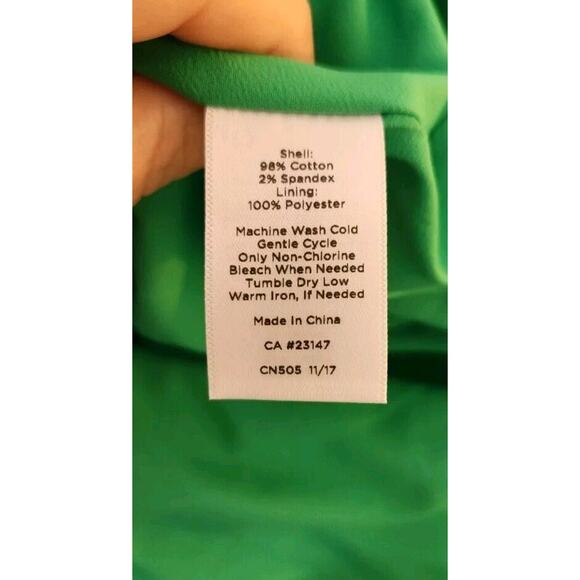 Shell:
98% Cotton
2% Spandex
Lining:
100% Polyester
Machine Wash Cold
Gentle Cycle
Only Non-Chlorine
Bleach When Needed
Tumble Dry Low
Warm Iron, If Needed
Made In China
CA #23147
CN505 11/17